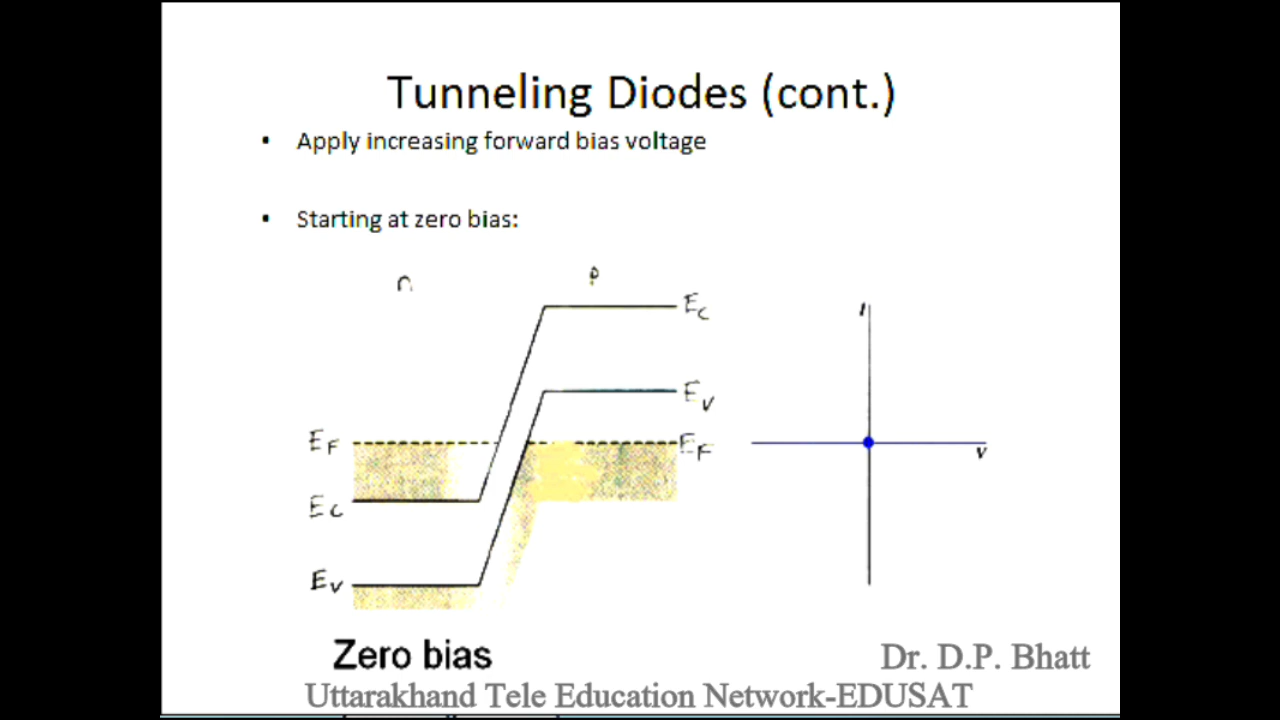 Tunneling Diodes (cont.)
• Apply increasing forward bias voltage
• Starting at zero bias:
n
P
Ec
Ev
EF
EF
Ec
Ev
I
V
Zero bias
Dr. D.P. Bhatt
Uttarakhand Tele Education Network-EDUSAT